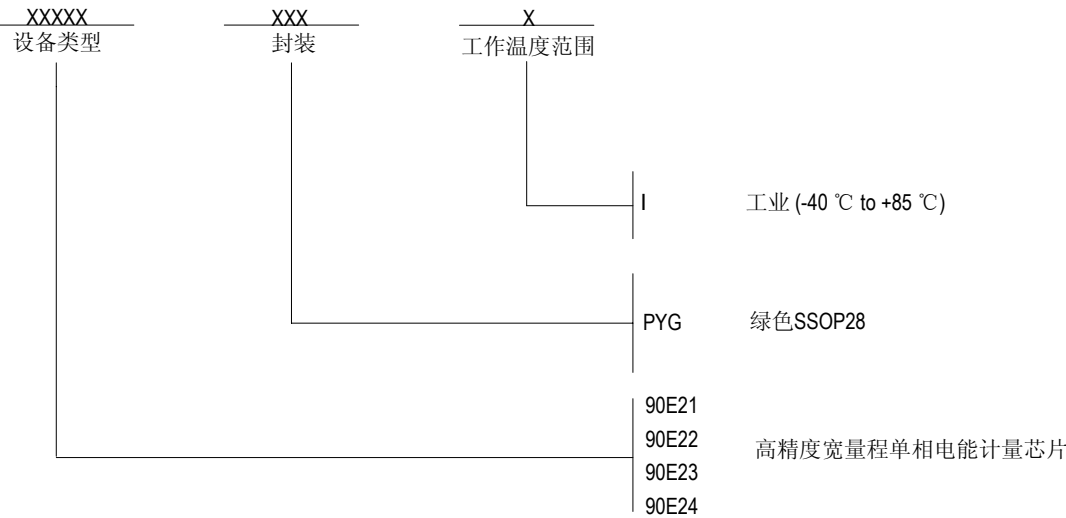 XXXXX XXX X
设备类型 封装 工作温度范围
I 工业 (-40 ℃ to +85 ℃)
PYG 绿色SSOP28
90E21
90E22
高精度宽量程单相电能计量芯片
90E23
90E24